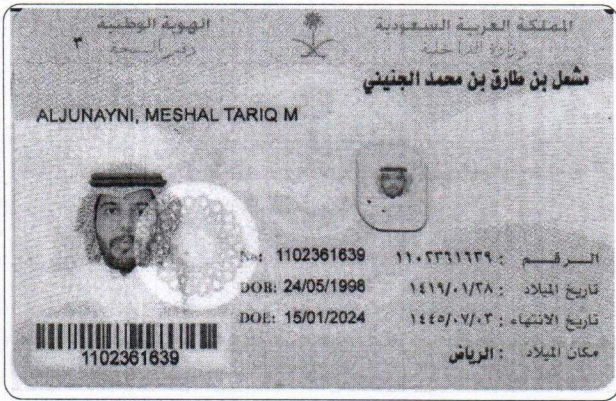 المملكة العربية السعودية
الهوية الوطنية
وزارة الداخلية
رقم النسخة ٣
مشعل بن طارق بن محمد الجنيني
ALJUNAYNI, MESHAL TARIQ M
الرقم : ١١٠٢٣٦١٦٣٩ No: 1102361639
تاريخ الميلاد : ١٤١٩/٠١/٢٨ DOB: 24/05/1998
تاريخ الانتهاء : ١٤٤٥/٠٧/٠٣ DOE: 15/01/2024
مكان الميلاد : الرياض
1102361639